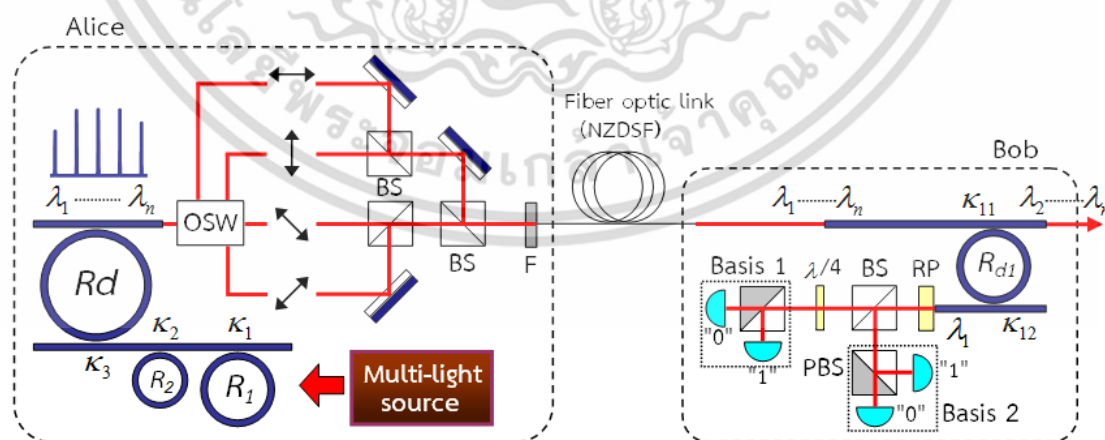 Alice
λ₁ ········ λₙ
OSW
BS
BS
F
Rd
κ₂
κ₁
κ₃
R₂
R₁
Multi-light
source
Fiber optic link
(NZDSF)
Bob
λ₁ ········ λₙ
κ₁₁
λ₂ ········ λₙ
R_d1
Basis 1
λ/4
BS
RP
"0"
"1"
λ₁
κ₁₂
PBS
"1"
"0"
Basis 2